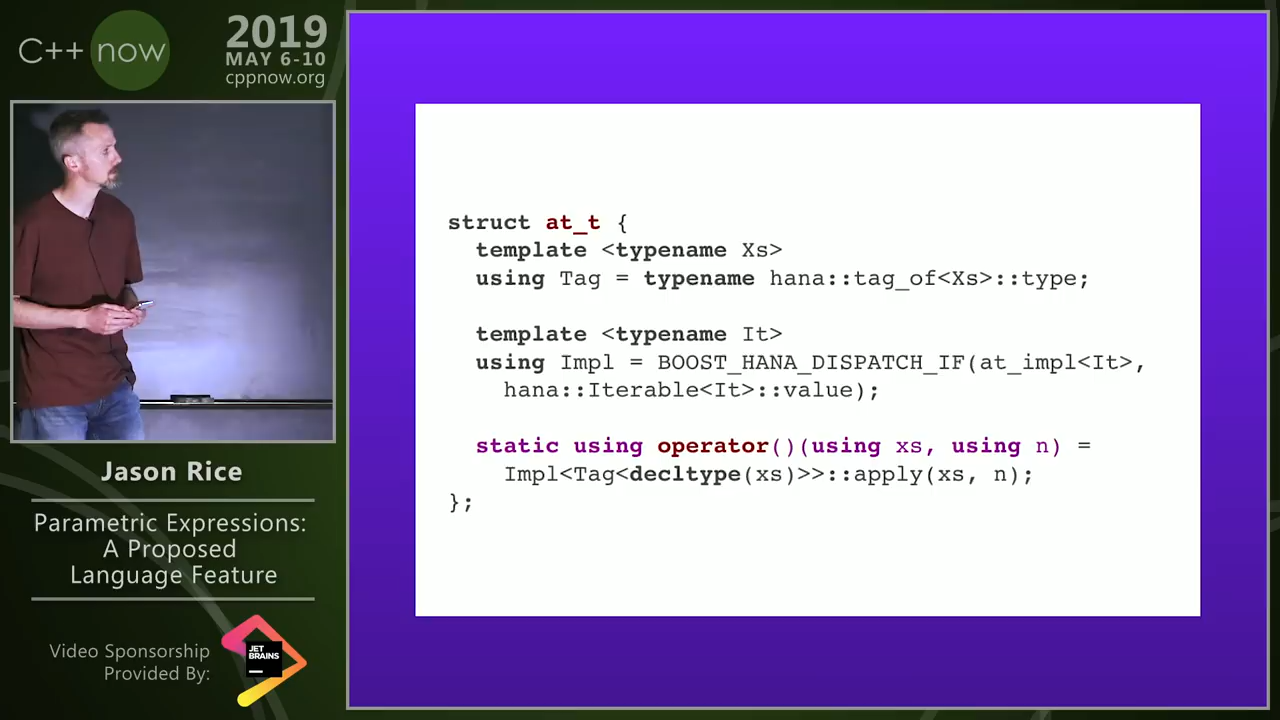 C++ now
2019
MAY 6-10
cppnow.org
struct at_t {
  template <typename Xs>
  using Tag = typename hana::tag_of<Xs>::type;

  template <typename It>
  using Impl = BOOST_HANA_DISPATCH_IF(at_impl<It>,
    hana::Iterable<It>::value);

  static using operator()(using xs, using n) =
    Impl<Tag<decltype(xs)>>::apply(xs, n);
};
Jason Rice
Parametric Expressions:
A Proposed
Language Feature
Video Sponsorship
Provided By:
JET
BRAINS